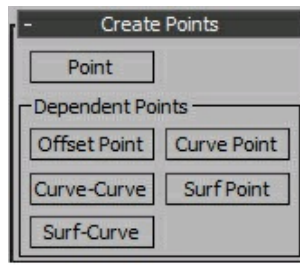 - Create Points
Point
Dependent Points
Offset Point Curve Point
Curve-Curve Surf Point
Surf-Curve